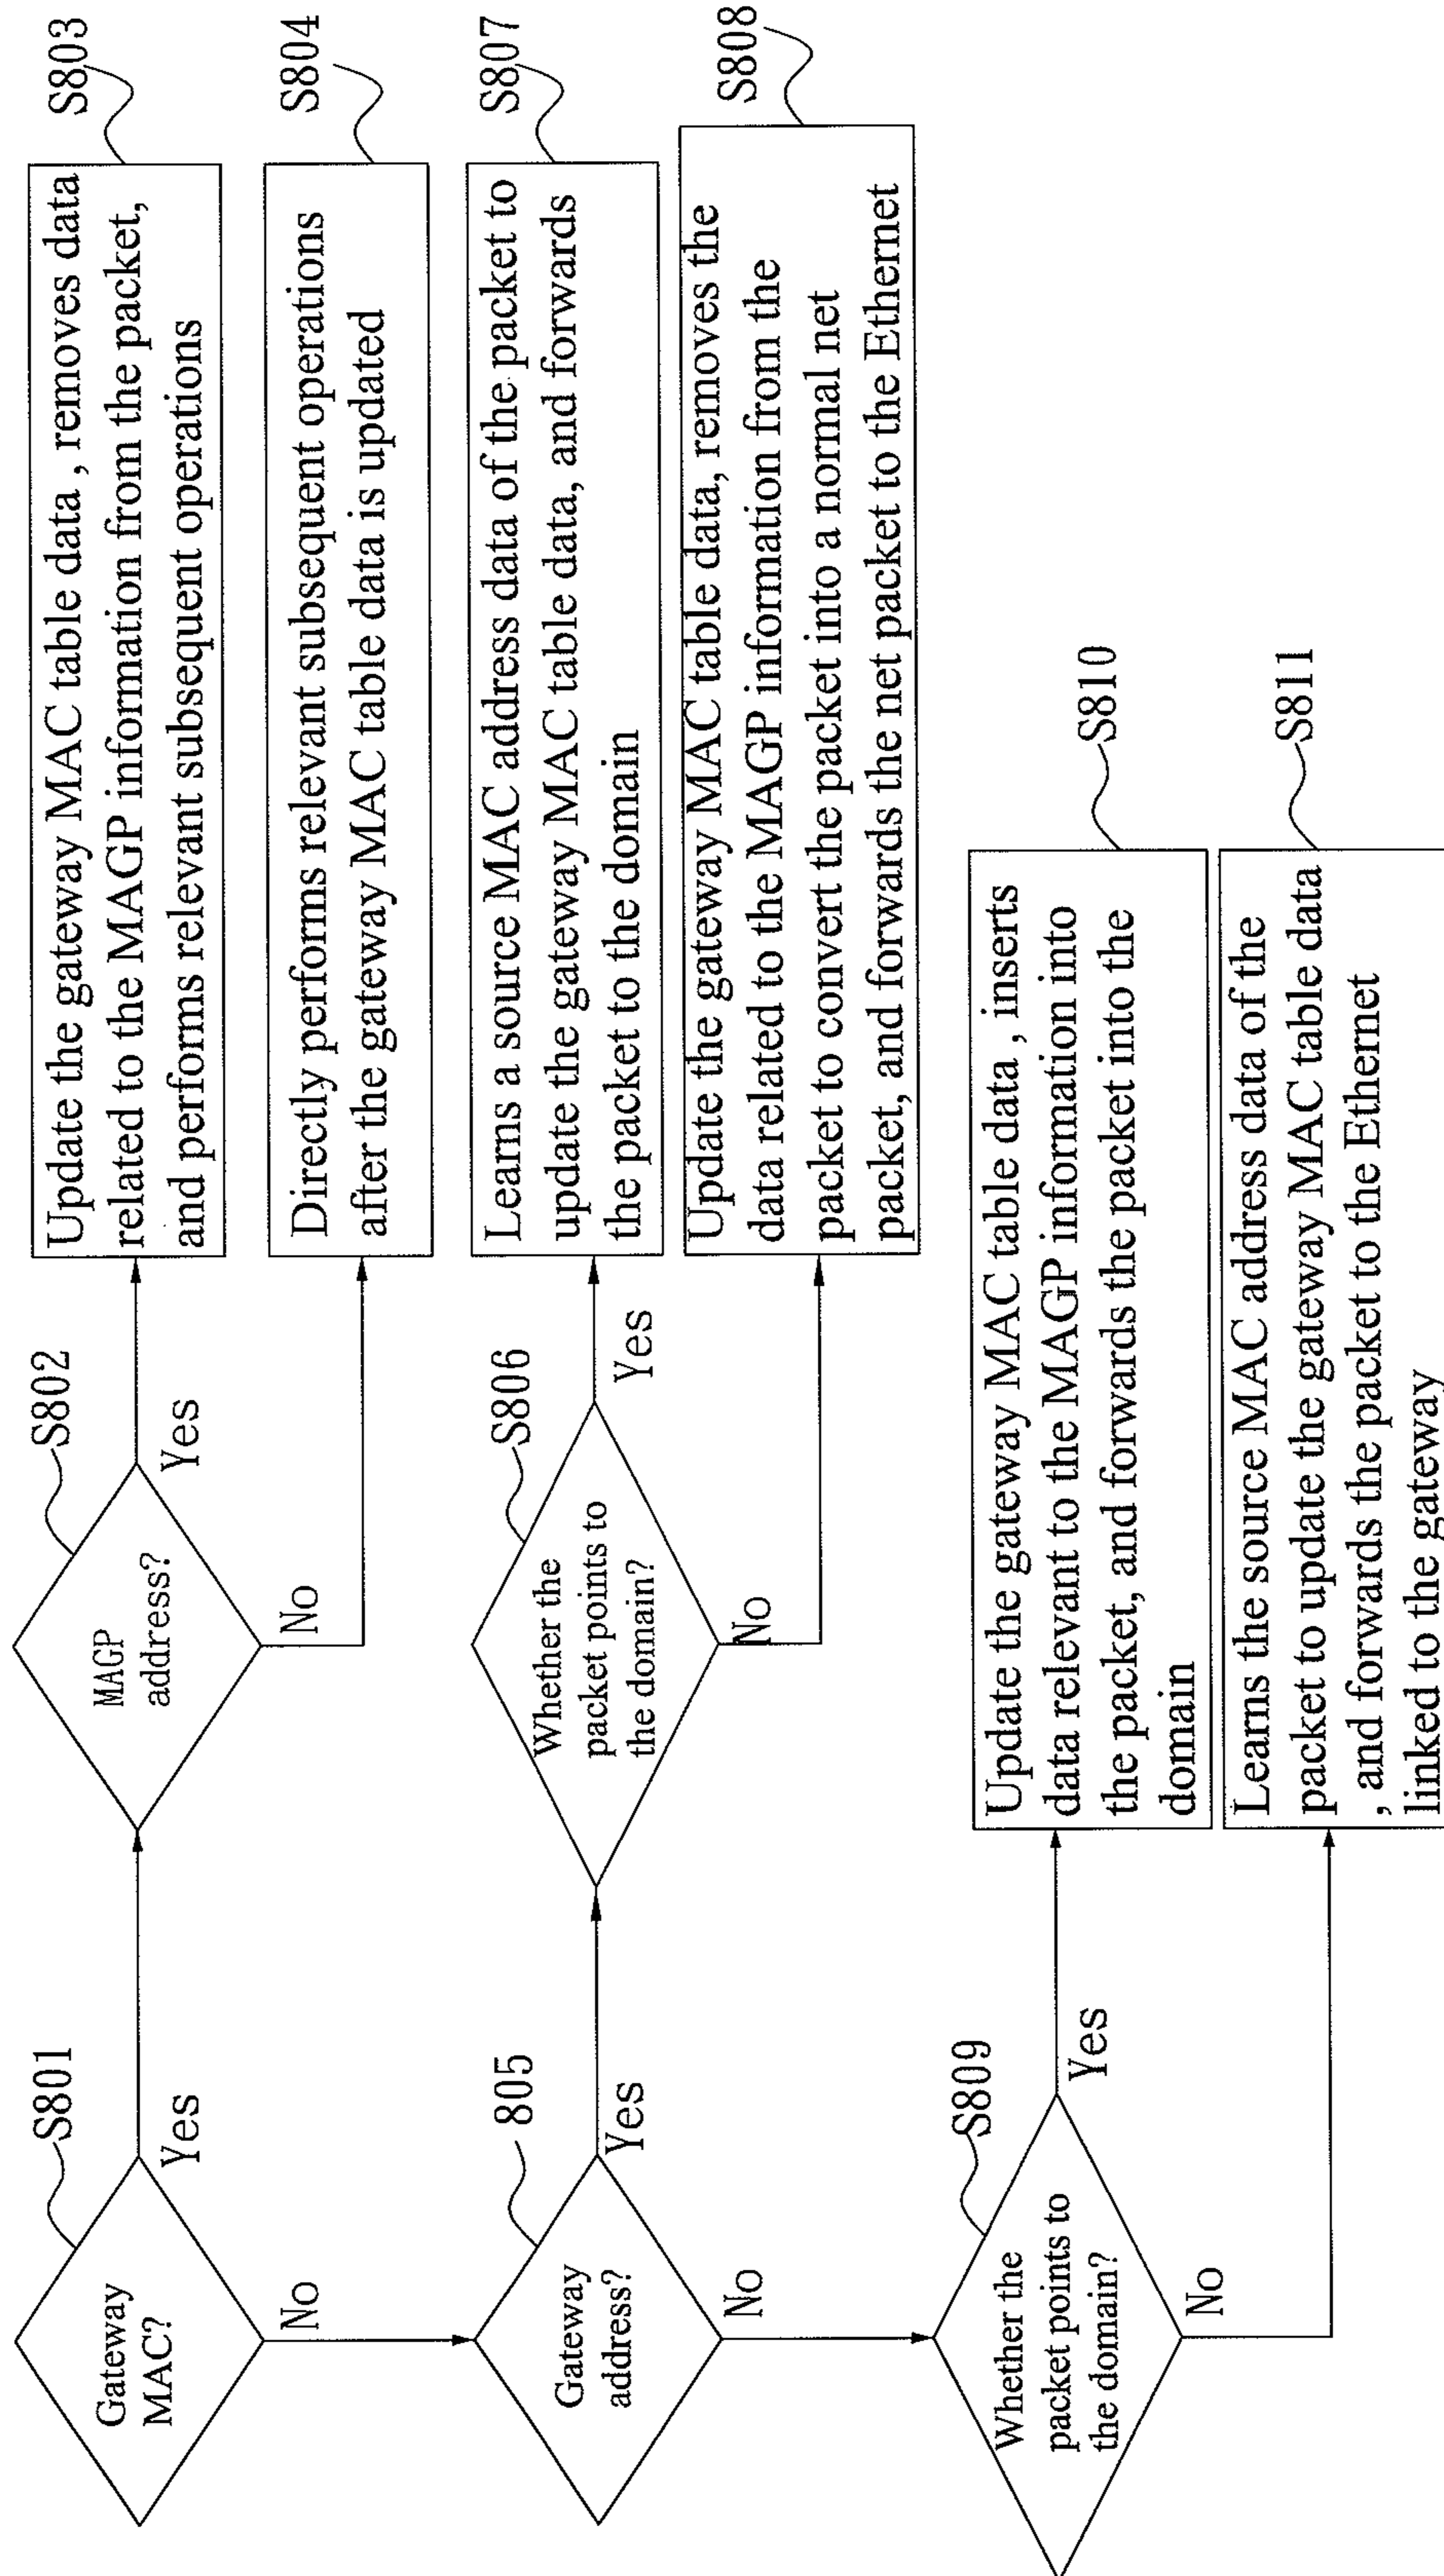 S801
Gateway
MAC?
Yes
No
S802
MAGP
address?
Yes
No
S803
Update the gateway MAC table data , removes data
related to the MAGP information from the packet,
and performs relevant subsequent operations
S804
Directly performs relevant subsequent operations
after the gateway MAC table data is updated
805
Gateway
address?
Yes
No
S806
Whether the
packet points to
the domain?
Yes
No
S807
Learns a source MAC address data of the packet to
update the gateway MAC table data, and forwards
the packet to the domain
S808
Update the gateway MAC table data, removes the
data related to the MAGP information from the
packet to convert the packet into a normal net
packet, and forwards the net packet to the Ethernet
S809
Whether the
packet points to
the domain?
Yes
No
S810
Update the gateway MAC table data , inserts
data relevant to the MAGP information into
the packet, and forwards the packet into the
domain
S811
Learns the source MAC address data of the
packet to update the gateway MAC table data
, and forwards the packet to the Ethernet
linked to the gateway